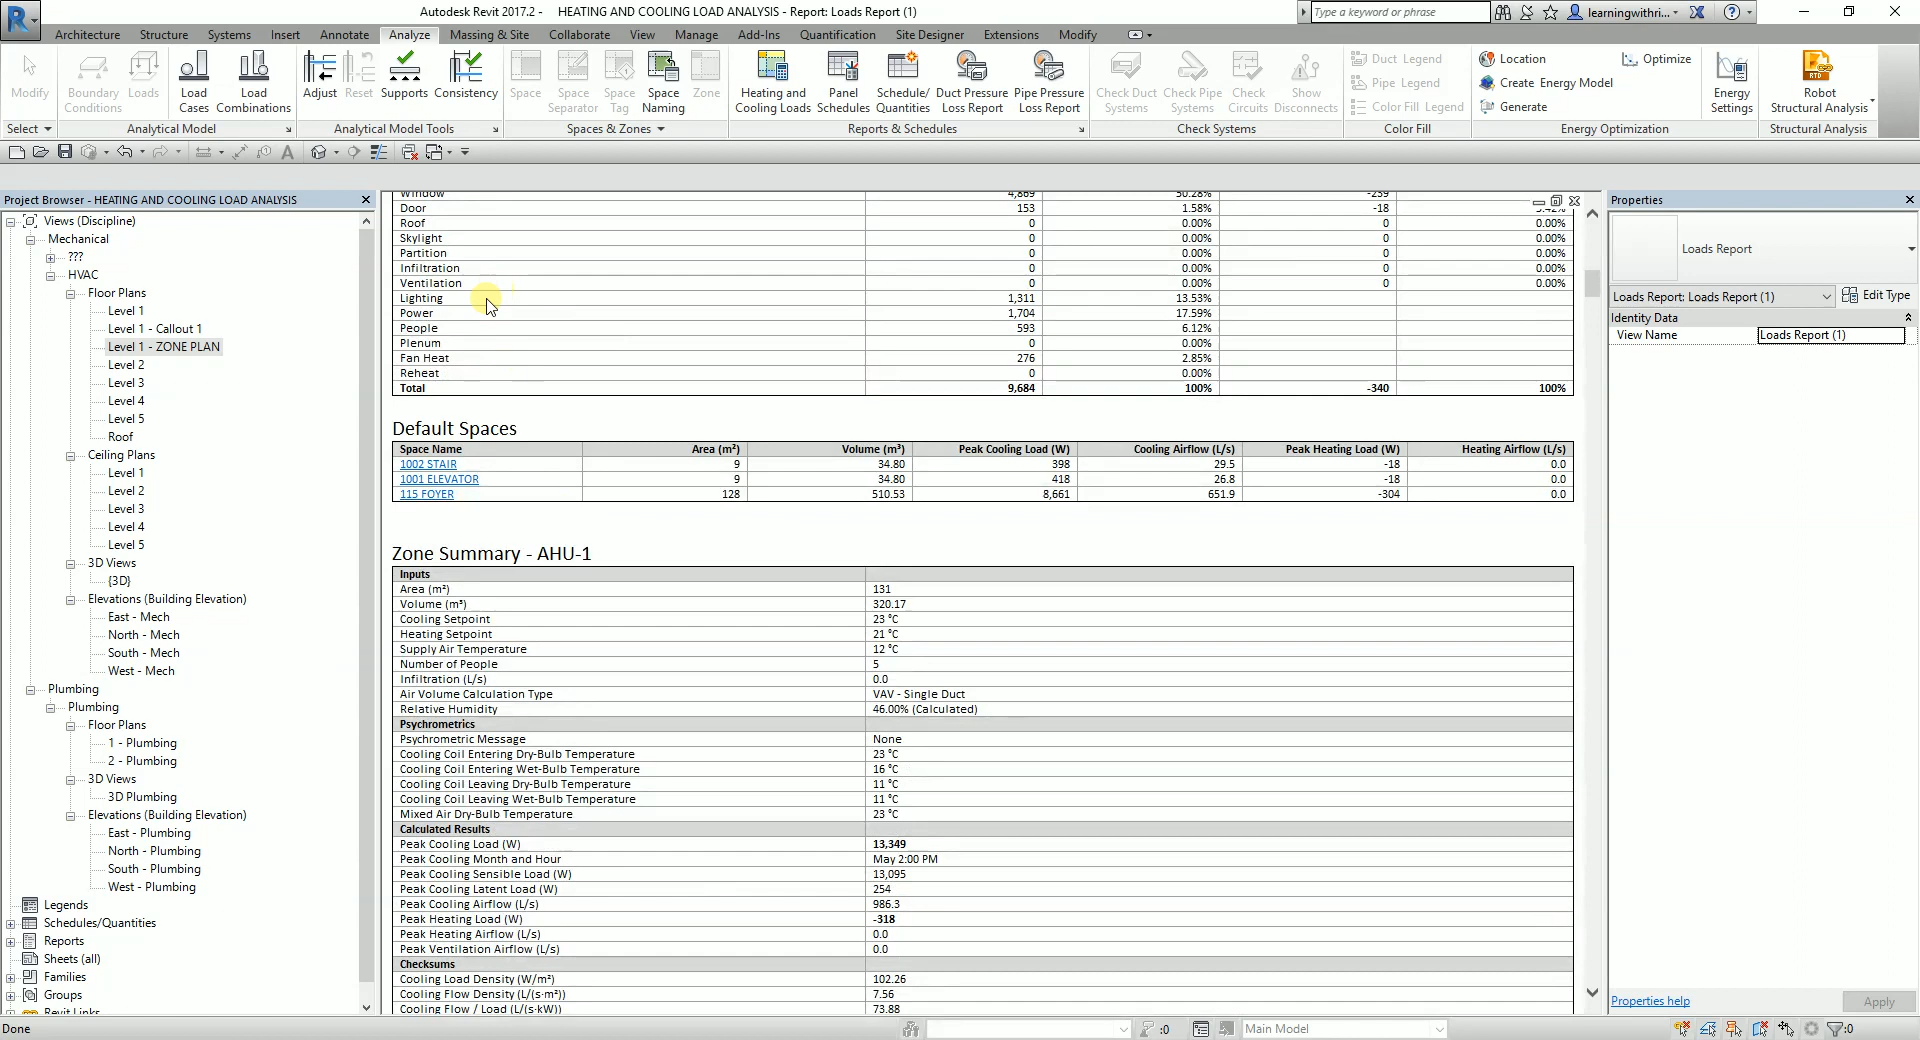 Autodesk Revit 2017.2 - HEATING AND COOLING LOAD ANALYSIS - Report: Loads Report (1)
Type a keyword or phrase
learningwithri...
Architecture Structure Systems Insert Annotate Analyze Massing & Site Collaborate View Manage Add-Ins Quantification Site Designer Extensions Modify
Modify
Boundary Conditions
Loads
Load Cases
Load Combinations
Adjust
Reset
Supports
Consistency
Space
Space Separator
Space Tag
Space Naming
Zone
Heating and Cooling Loads
Panel Schedules
Schedule/ Quantities
Duct Pressure Loss Report
Pipe Pressure Loss Report
Check Duct Systems
Check Pipe Systems
Check Circuits
Show Disconnects
Duct Legend
Pipe Legend
Color Fill Legend
Location
Create Energy Model
Generate
Optimize
Energy Settings
Robot Structural Analysis
Select Analytical Model Analytical Model Tools Spaces & Zones Reports & Schedules Check Systems Color Fill Energy Optimization Structural Analysis
Project Browser - HEATING AND COOLING LOAD ANALYSIS
Views (Discipline)
Mechanical
???
HVAC
Floor Plans
Level 1
Level 1 - Callout 1
Level 1 - ZONE PLAN
Level 2
Level 3
Level 4
Level 5
Roof
Ceiling Plans
Level 1
Level 2
Level 3
Level 4
Level 5
3D Views
{3D}
Elevations (Building Elevation)
East - Mech
North - Mech
South - Mech
West - Mech
Plumbing
Plumbing
Floor Plans
1 - Plumbing
2 - Plumbing
3D Views
3D Plumbing
Elevations (Building Elevation)
East - Plumbing
North - Plumbing
South - Plumbing
West - Plumbing
Legends
Schedules/Quantities
Reports
Sheets (all)
Families
Groups
Revit Links
Window 4,869 50.28% -259
Door 153 1.58% -18
Roof 0 0.00% 0 0.00%
Skylight 0 0.00% 0 0.00%
Partition 0 0.00% 0 0.00%
Infiltration 0 0.00% 0 0.00%
Ventilation 0 0.00% 0 0.00%
Lighting 1,311 13.53%
Power 1,704 17.59%
People 593 6.12%
Plenum 0 0.00%
Fan Heat 276 2.85%
Reheat 0 0.00%
Total 9,684 100% -340 100%
Default Spaces
Space Name Area (m²) Volume (m³) Peak Cooling Load (W) Cooling Airflow (L/s) Peak Heating Load (W) Heating Airflow (L/s)
1002 STAIR 9 34.80 398 29.5 -18 0.0
1001 ELEVATOR 9 34.80 418 26.8 -18 0.0
115 FOYER 128 510.53 8,661 651.9 -304 0.0
Zone Summary - AHU-1
Inputs
Area (m²) 131
Volume (m³) 320.17
Cooling Setpoint 23 °C
Heating Setpoint 21 °C
Supply Air Temperature 12 °C
Number of People 5
Infiltration (L/s) 0.0
Air Volume Calculation Type VAV - Single Duct
Relative Humidity 46.00% (Calculated)
Psychrometrics
Psychrometric Message None
Cooling Coil Entering Dry-Bulb Temperature 23 °C
Cooling Coil Entering Wet-Bulb Temperature 16 °C
Cooling Coil Leaving Dry-Bulb Temperature 11 °C
Cooling Coil Leaving Wet-Bulb Temperature 11 °C
Mixed Air Dry-Bulb Temperature 23 °C
Calculated Results
Peak Cooling Load (W) 13,349
Peak Cooling Month and Hour May 2:00 PM
Peak Cooling Sensible Load (W) 13,095
Peak Cooling Latent Load (W) 254
Peak Cooling Airflow (L/s) 986.3
Peak Heating Load (W) -318
Peak Heating Airflow (L/s) 0.0
Peak Ventilation Airflow (L/s) 0.0
Checksums
Cooling Load Density (W/m²) 102.26
Cooling Flow Density (L/(s·m²)) 7.56
Cooling Flow / Load (L/(s·kW)) 73.88
Properties
Loads Report
Loads Report: Loads Report (1) Edit Type
Identity Data
View Name Loads Report (1)
Properties help Apply
Done
:0
Main Model
:0